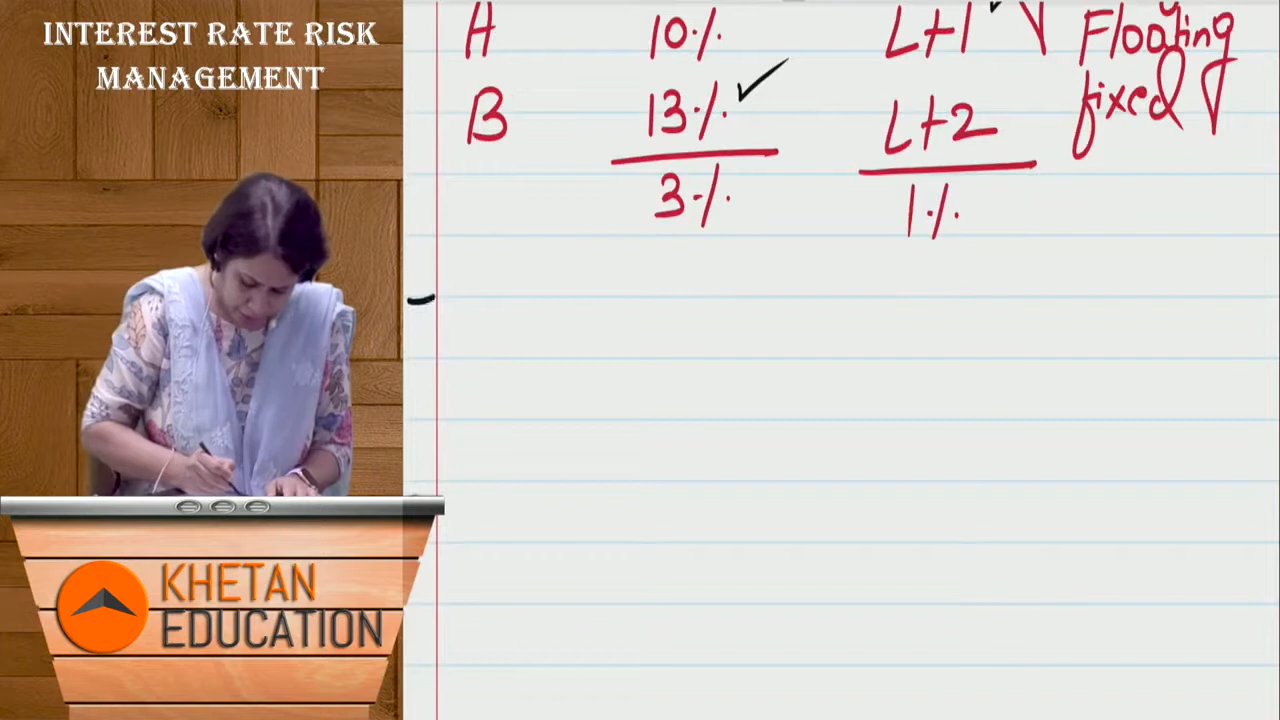 INTEREST RATE RISK
MANAGEMENT
A 10% L+1 Floating
B 13% L+2 fixed
3% 1%
KHETAN
EDUCATION